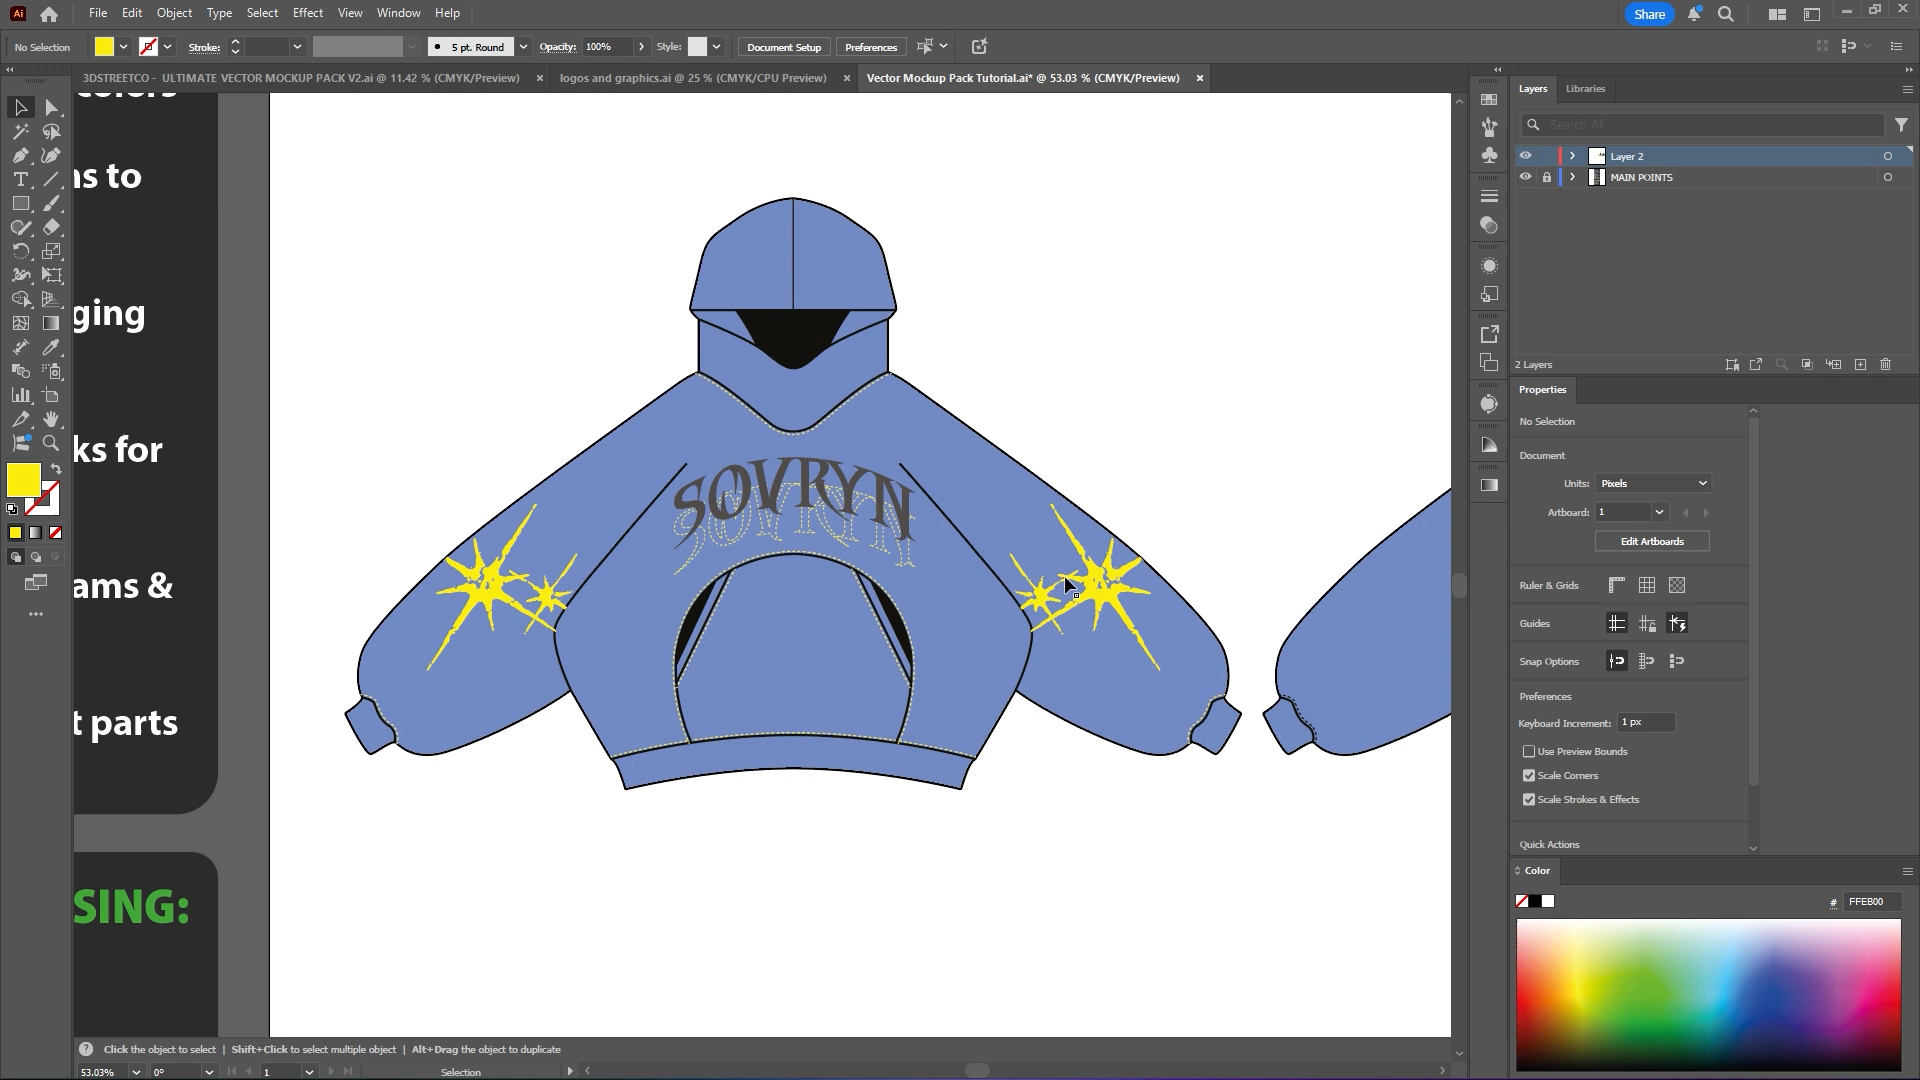 File Edit Object Type Select Effect View Window Help
Share
No Selection
Stroke:
5 pt. Round
Opacity: 100%
Style:
Document Setup
Preferences
3DSTREETCO - ULTIMATE VECTOR MOCKUP PACK V2.ai @ 11.42 % (CMYK/Preview)
logos and graphics.ai @ 25 % (CMYK/CPU Preview)
Vector Mockup Pack Tutorial.ai* @ 53.03 % (CMYK/Preview)
colors
ns to
ging
ks for
ams &
t parts
SING:
SOVRYN
SOVRYN
Layers
Libraries
Search All
Layer 2
MAIN POINTS
2 Layers
Properties
No Selection
Document
Units: Pixels
Artboard: 1
Edit Artboards
Ruler & Grids
Guides
Snap Options
Preferences
Keyboard Increment: 1 px
Use Preview Bounds
Scale Corners
Scale Strokes & Effects
Quick Actions
Color
# FFEB00
Click the object to select | Shift+Click to select multiple objects | Alt+Drag the object to duplicate
53.03%
0°
1
Selection